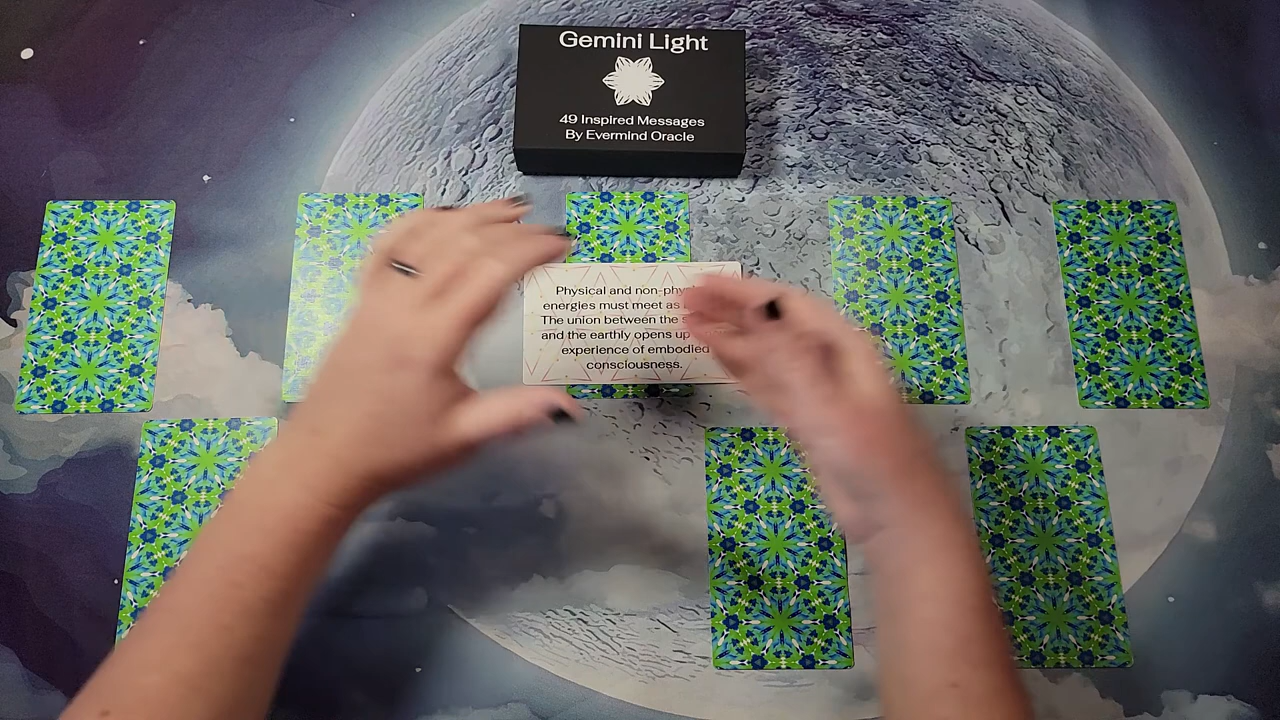 Gemini Light
49 Inspired Messages
By Evermind Oracle
Physical and non-phy
energies must meet as
The union between the
and the earthly opens up
experience of embodied
consciousness.